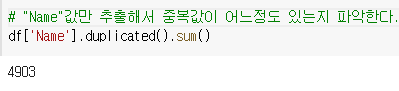 # "Name"값만 추출해서 중복값이 어느정도 있는지 파악한다.
df['Name'].duplicated().sum()
4903